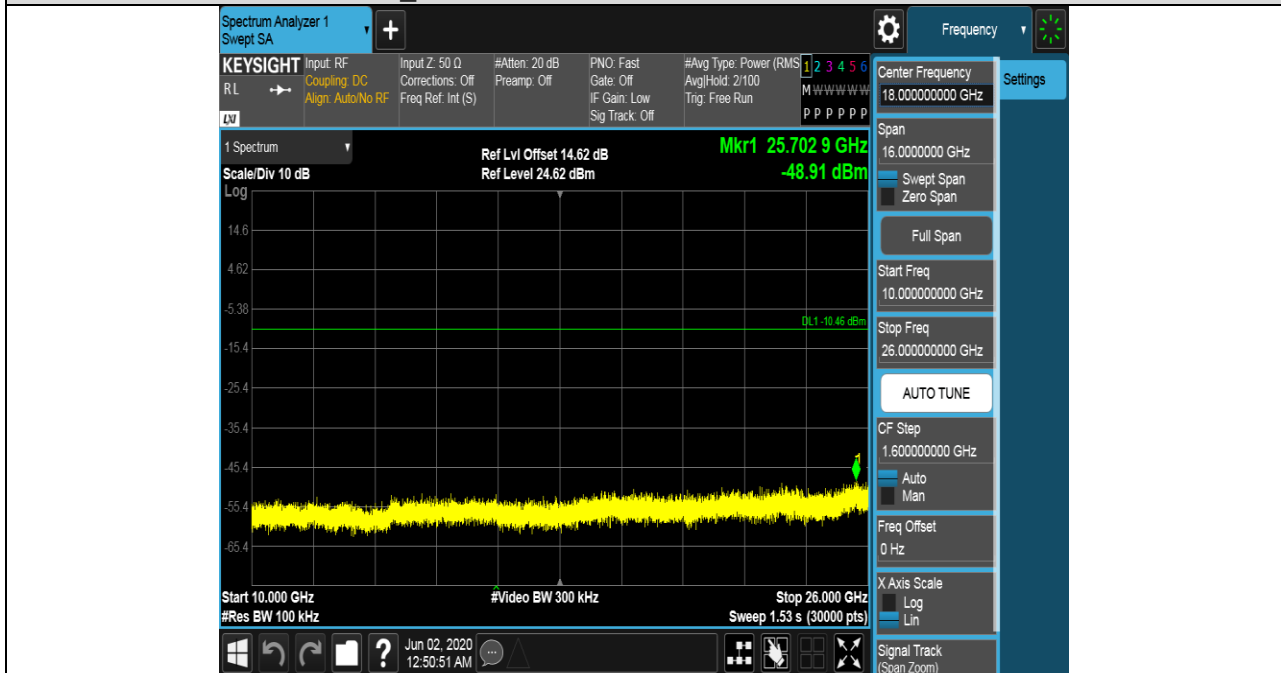 Spectrum Analyzer 1
Swept SA
+
Frequency
KEYSIGHT
RL
LXI
Input: RF
Coupling: DC
Align: Auto/No RF
Input Z: 50 Ω
Corrections: Off
Freq Ref: Int (S)
#Atten: 20 dB
Preamp: Off
PNO: Fast
Gate: Off
IF Gain: Low
Sig Track: Off
#Avg Type: Power (RMS
Avg|Hold: 2/100
Trig: Free Run
1 2 3 4 5 6
M W W W W W
P P P P P P
1 Spectrum
Scale/Div 10 dB
Log
Ref Lvl Offset 14.62 dB
Ref Level 24.62 dBm
Mkr1 25.702 9 GHz
-48.91 dBm
14.6
4.62
-5.38
DL1 -10.46 dBm
-15.4
-25.4
-35.4
-45.4
1
-55.4
-65.4
Start 10.000 GHz
#Res BW 100 kHz
#Video BW 300 kHz
Stop 26.000 GHz
Sweep 1.53 s (30000 pts)
?
Jun 02, 2020
12:50:51 AM
Center Frequency
18.000000000 GHz
Span
16.0000000 GHz
Swept Span
Zero Span
Full Span
Start Freq
10.000000000 GHz
Stop Freq
26.000000000 GHz
AUTO TUNE
CF Step
1.600000000 GHz
Auto
Man
Freq Offset
0 Hz
X Axis Scale
Log
Lin
Signal Track
(Span Zoom)
Settings